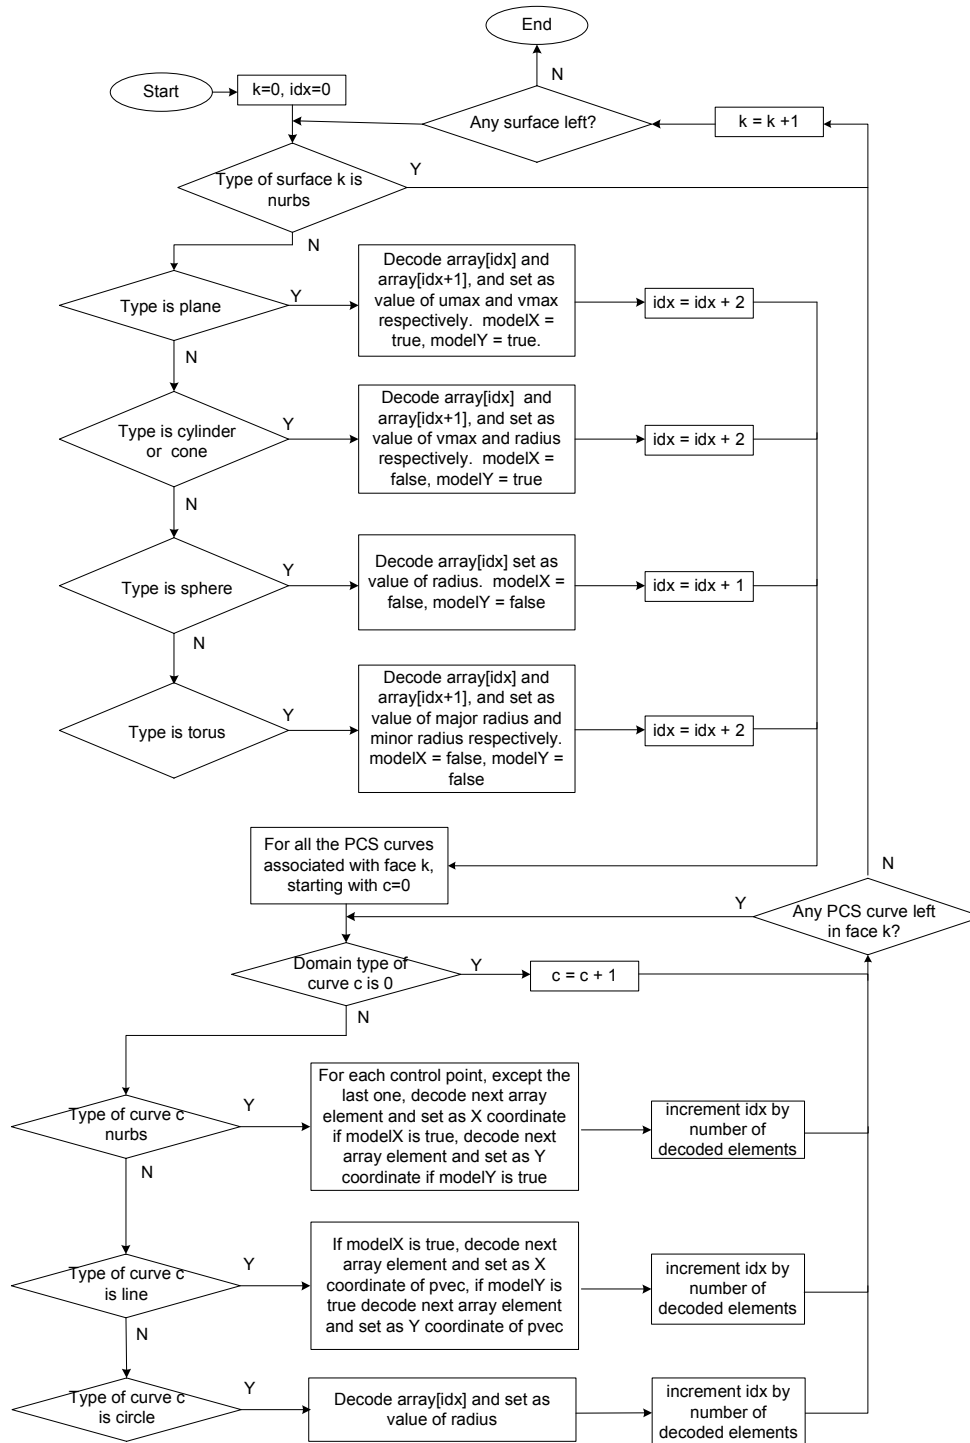 End
N
Start
k=0, idx=0
Any surface left?
k = k +1
Type of surface k is
nurbs
Y
N
Type is plane
Y
Decode array[idx] and
array[idx+1], and set as
value of umax and vmax
respectively.  modelX =
true, modelY = true.
idx = idx + 2
N
Type is cylinder
or  cone
Y
Decode array[idx]  and
array[idx+1], and set as
value of vmax and radius
respectively.  modelX =
false, modelY = true
idx = idx + 2
N
Type is sphere
Y
Decode array[idx] set as
value of radius.  modelX =
false, modelY = false
idx = idx + 1
N
Type is torus
Y
Decode array[idx] and
array[idx+1], and set as
value of major radius and
minor radius respectively.
modelX = false, modelY =
false
idx = idx + 2
For all the PCS curves
associated with face k,
starting with c=0
N
Y
Any PCS curve left
in face k?
Domain type of
curve c is 0
Y
c = c + 1
N
Type of curve c
nurbs
Y
For each control point, except the
last one, decode next array
element and set as X coordinate
if modelX is true, decode next
array element and set as Y
coordinate if modelY is true
increment idx by
number of
decoded elements
N
Type of curve c
is line
Y
If modelX is true, decode next
array element and set as X
coordinate of pvec, if modelY is
true decode next array element
and set as Y coordinate of pvec
increment idx by
number of
decoded elements
N
Type of curve c
is circle
Y
Decode array[idx] and set as
value of radius
increment idx by
number of
decoded elements